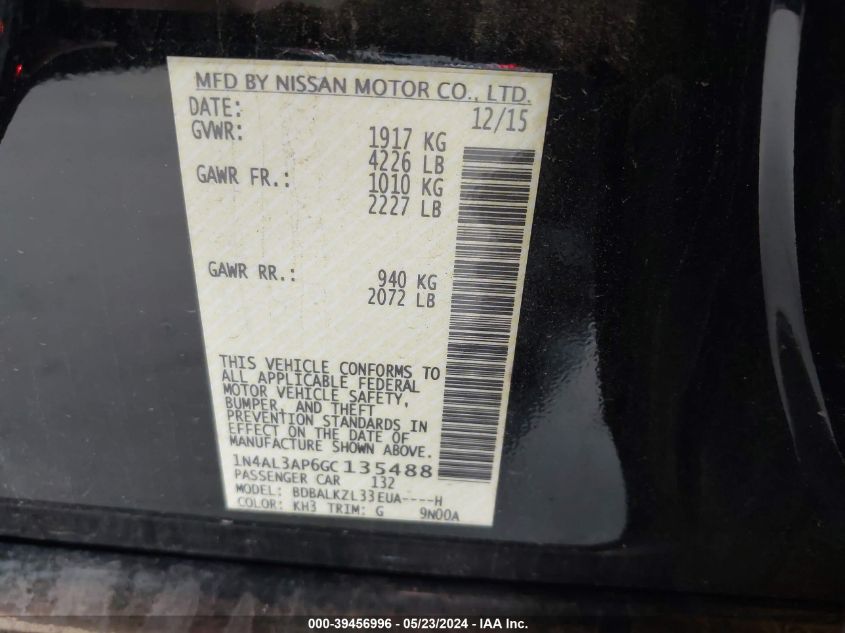 MFD BY NISSAN MOTOR CO., LTD.
DATE: 12/15
GVWR: 1917 KG
4226 LB
GAWR FR.: 1010 KG
2227 LB
GAWR RR.: 940 KG
2072 LB
THIS VEHICLE CONFORMS TO
ALL APPLICABLE FEDERAL
MOTOR VEHICLE SAFETY,
BUMPER, AND THEFT
PREVENTION STANDARDS IN
EFFECT ON THE DATE OF
MANUFACTURE SHOWN ABOVE.
1N4AL3AP6GC135488
PASSENGER CAR 132
MODEL: BDBALKZL33EUA----H
COLOR: KH3 TRIM: G 9N00A
000-39456996 - 05/23/2024 - IAA Inc.